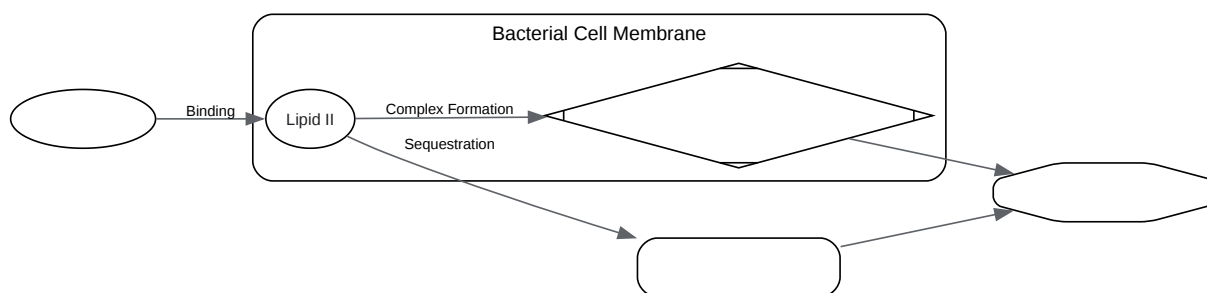 Bacterial Cell Membrane
Binding
Lipid II
Complex Formation
Sequestration